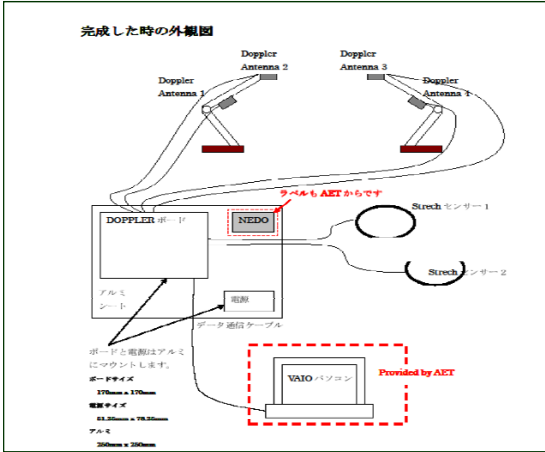 完成した時の外観図
Doppler
Antenna 2
Doppler
Antenna 3
Doppler
Antenna 1
Doppler
Antenna 4
ラベルも AET からです
DOPPLER ボード
NEDO
Strech センサー 1
Strech センサー 2
アルミ
シート
電源
データ通信ケーブル
ボードと電源はアルミ
にマウントします。
ボードサイズ
170mm x 170mm
電源サイズ
アルミ
250mm x 250mm
VAIO パソコン
Provided by AET